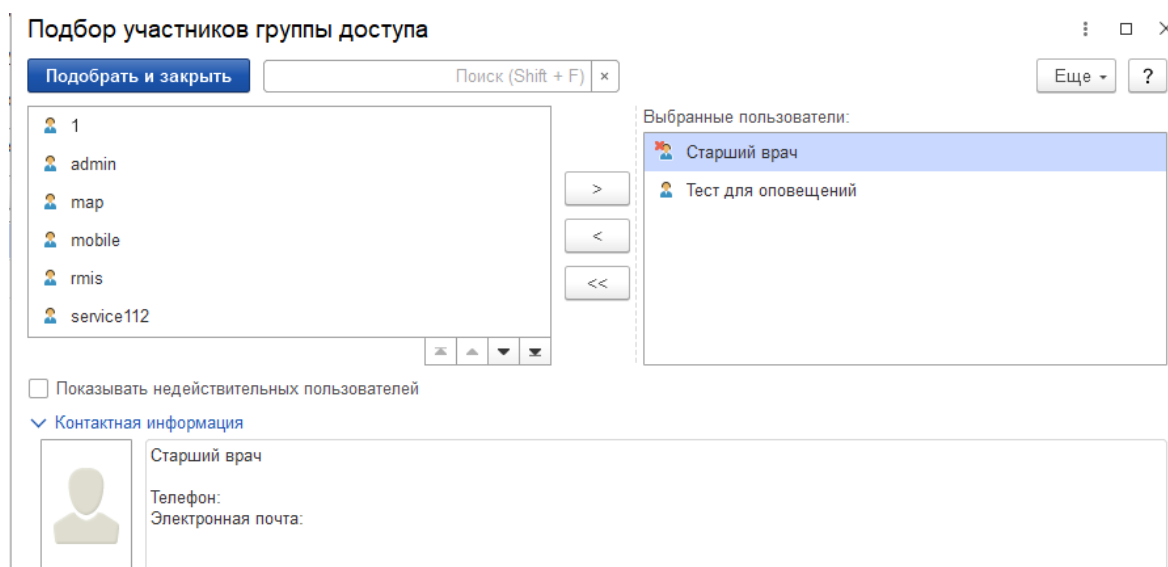 Подбор участников группы доступа
Подобрать и закрыть
Поиск (Shift + F)
×
Еще
?
1
admin
map
mobile
rmis
service112
>
<
<<
Выбранные пользователи:
Старший врач
Тест для оповещений
Показывать недействительных пользователей
Контактная информация
Старший врач
Телефон:
Электронная почта: